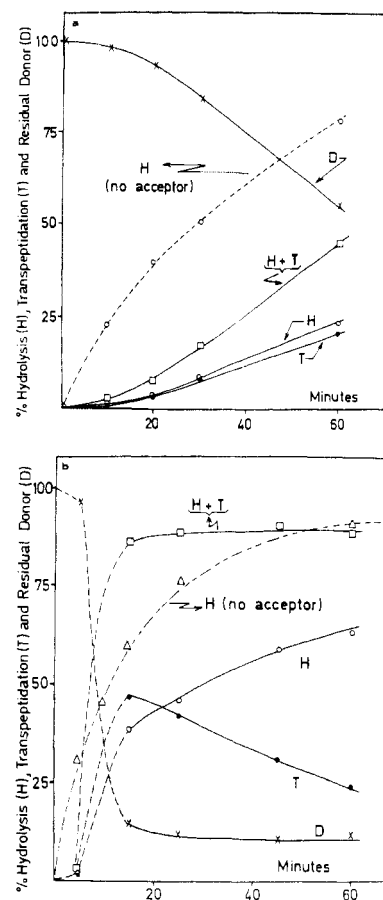 a
% Hydrolysis (H), Transpeptidation (T) and Residual Donor (D)
100
75
50
25
H
(no acceptor)
D
H + T
H
T
Minutes
20
40
60
b
% Hydrolysis (H), Transpeptidation (T) and Residual Donor (D)
100
75
50
25
H + T
H (no acceptor)
H
T
D
Minutes
20
40
60